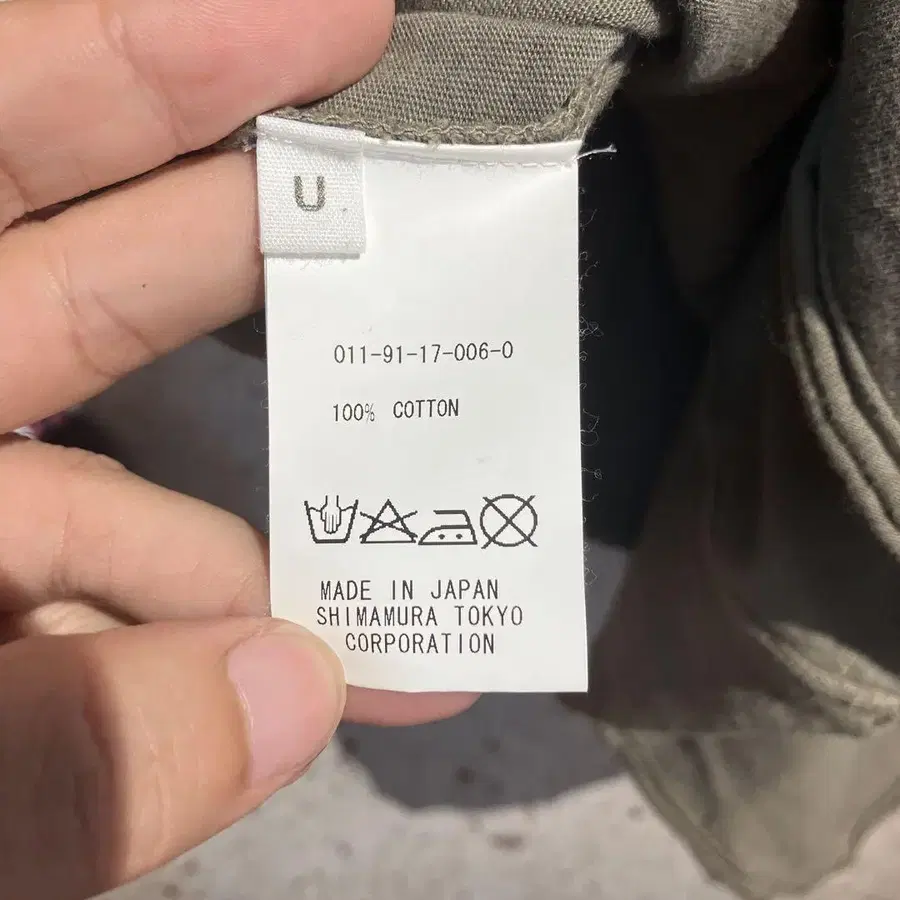 U
011-91-17-006-0
100% COTTON
MADE IN JAPAN
SHIMAMURA TOKYO
CORPORATION